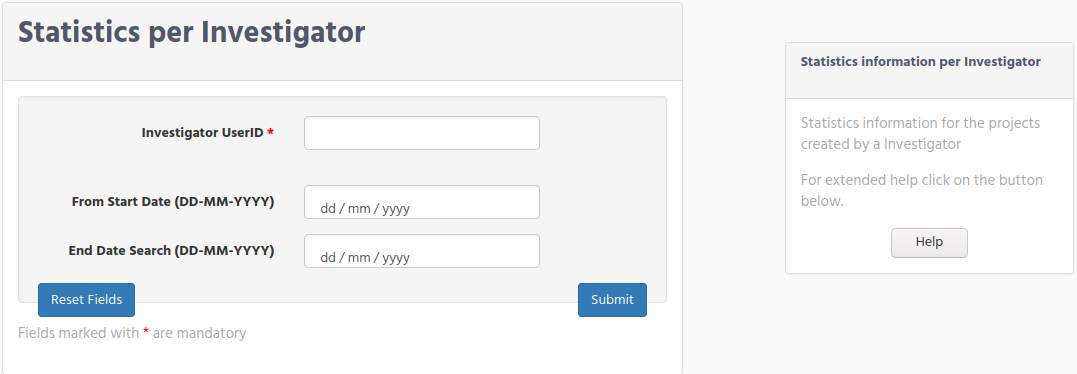 Statistics per Investigator
Investigator UserID *
From Start Date (DD-MM-YYYY)
dd / mm / yyyy
End Date Search (DD-MM-YYYY)
dd / mm / yyyy
Reset Fields
Submit
Fields marked with * are mandatory
Statistics information per Investigator
Statistics information for the projects
created by a Investigator
For extended help click on the button
below.
Help